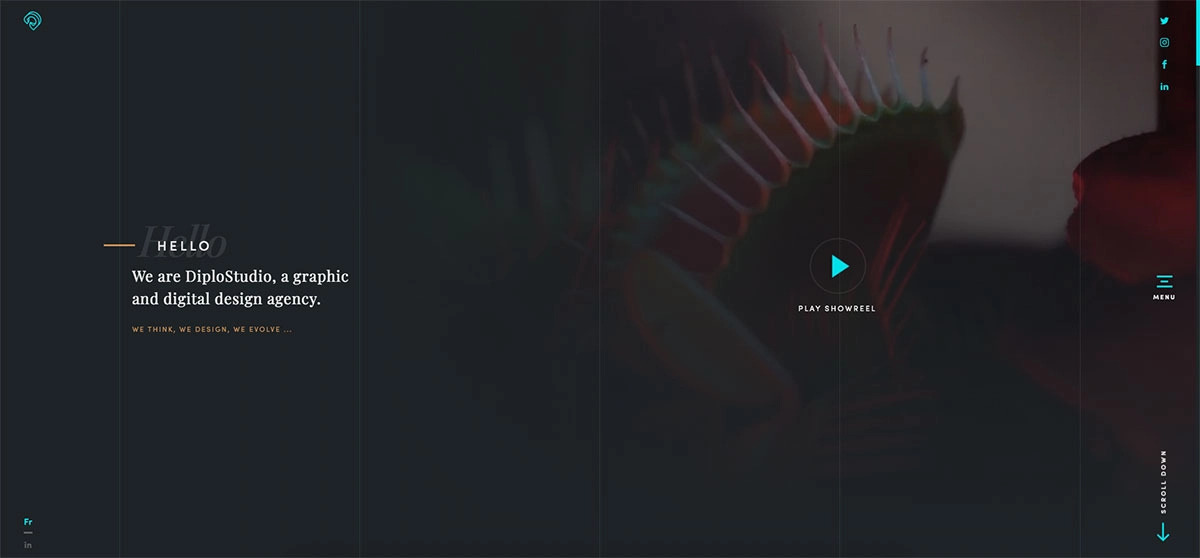 Hello
HELLO
We are DiploStudio, a graphic
and digital design agency.
WE THINK, WE DESIGN, WE EVOLVE ...
PLAY SHOWREEL
MENU
SCROLL DOWN
Fr
in